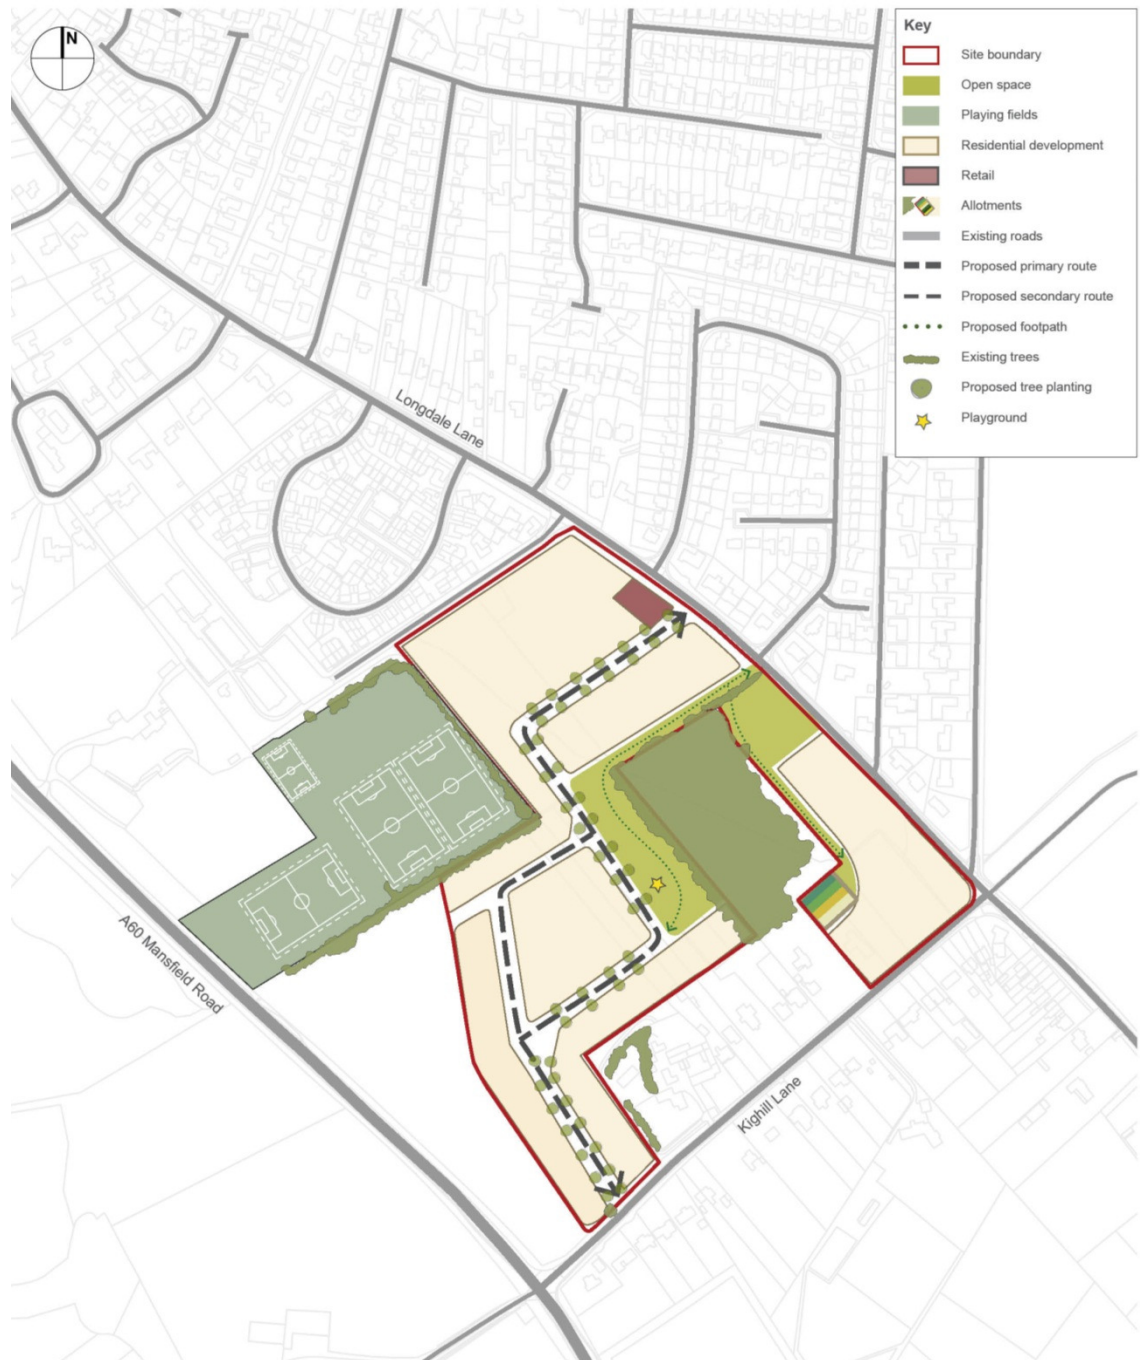 N
Key
Site boundary
Open space
Playing fields
Residential development
Retail
Allotments
Existing roads
Proposed primary route
Proposed secondary route
Proposed footpath
Existing trees
Proposed tree planting
Playground
Longdale Lane
A60 Mansfield Road
Kighill Lane